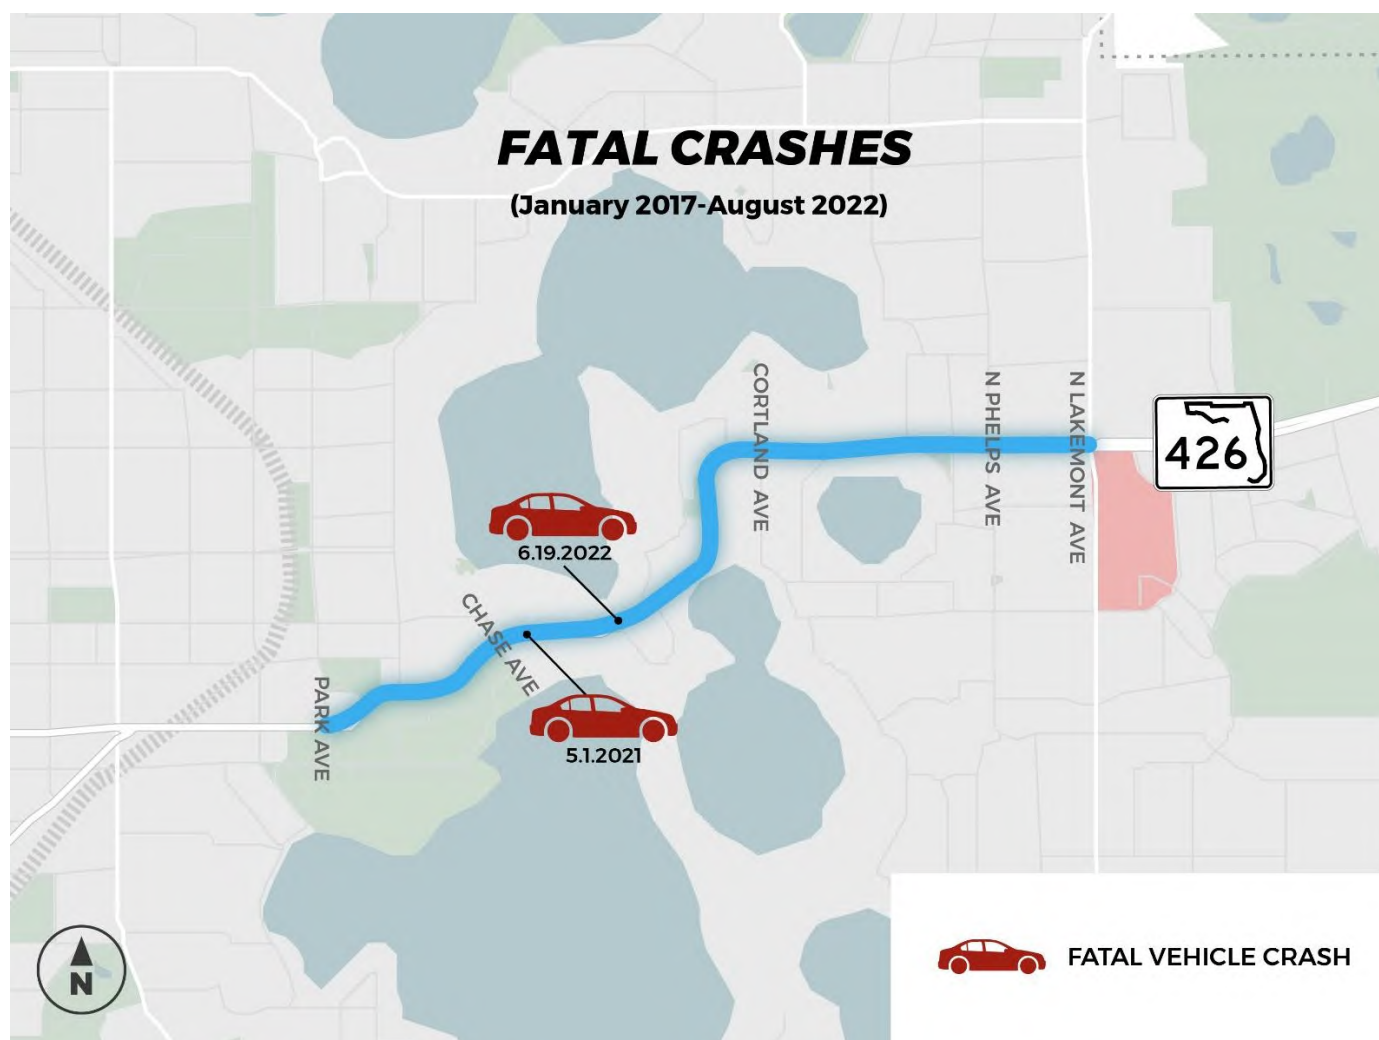 FATAL CRASHES
(January 2017-August 2022)
CORTLAND AVE
N PHELPS AVE
N LAKEMONT AVE
426
6.19.2022
CHASE AVE
PARK AVE
5.1.2021
N
FATAL VEHICLE CRASH